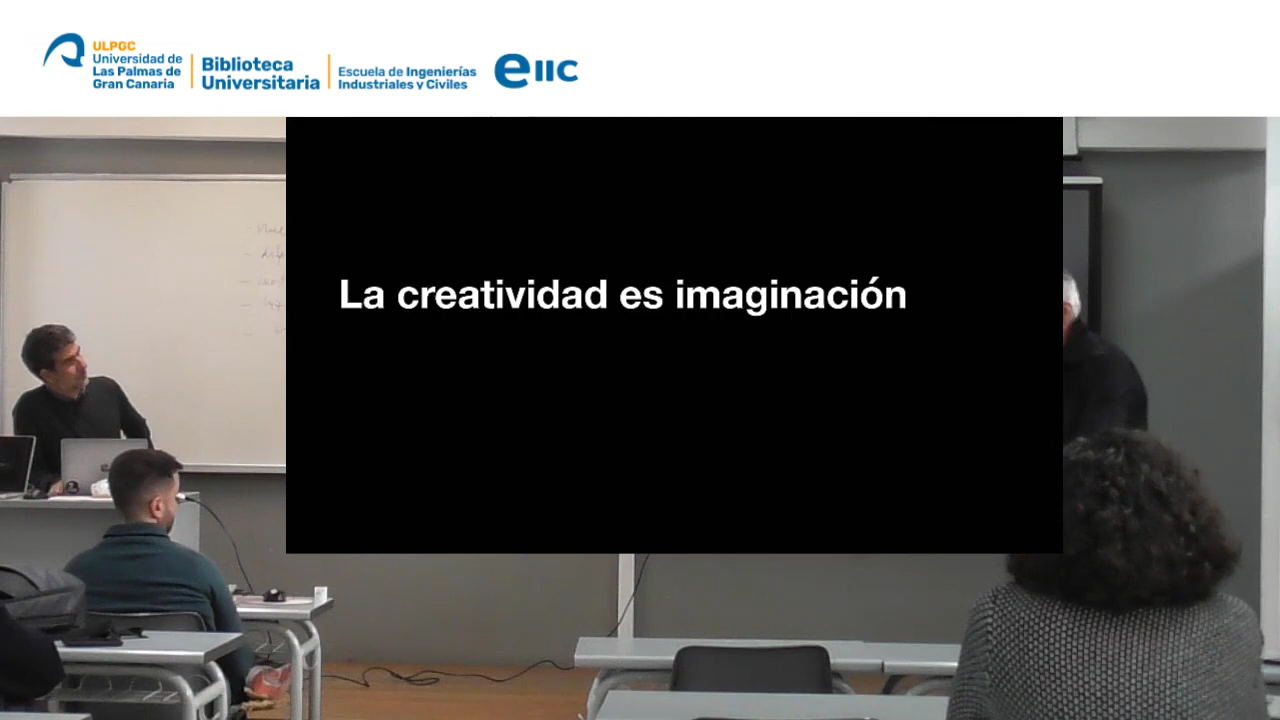 ULPGC
Universidad de
Las Palmas de
Gran Canaria
Biblioteca
Universitaria
Escuela de Ingenierías
Industriales y Civiles
eiic
La creatividad es imaginación